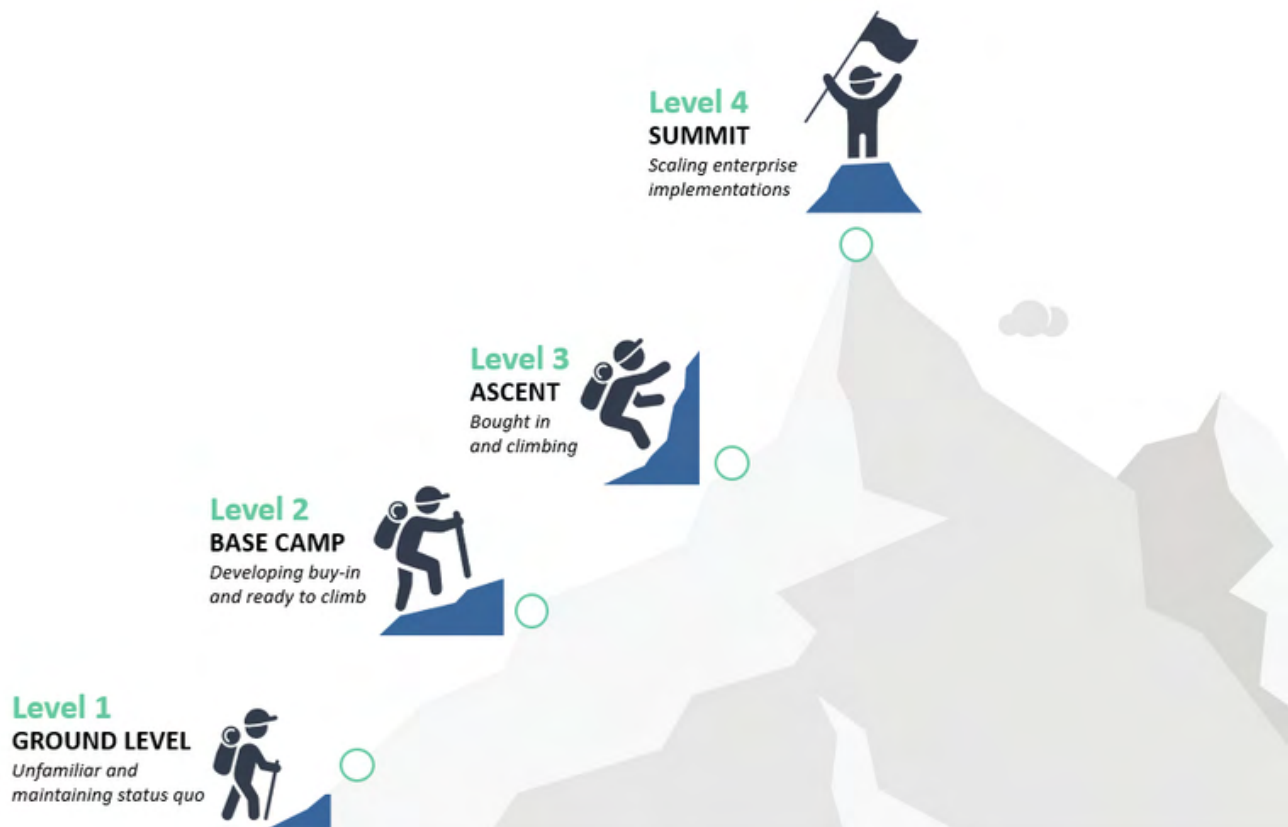 Level 4
SUMMIT
Scaling enterprise
implementations
Level 3
ASCENT
Bought in
and climbing
Level 2
BASE CAMP
Developing buy-in
and ready to climb
Level 1
GROUND LEVEL
Unfamiliar and
maintaining status quo